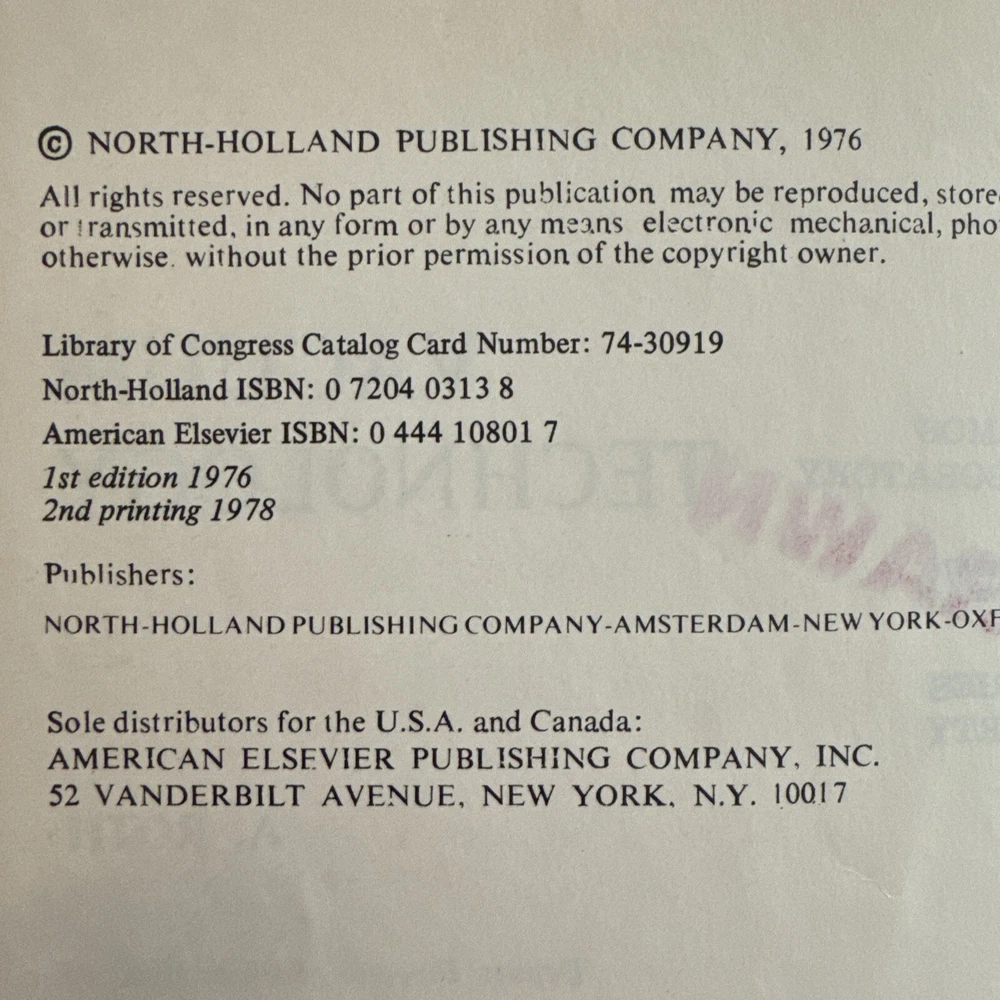 © NORTH-HOLLAND PUBLISHING COMPANY, 1976
All rights reserved. No part of this publication may be reproduced, store
or transmitted, in any form or by any means electronic mechanical, pho
otherwise. without the prior permission of the copyright owner.
Library of Congress Catalog Card Number: 74-30919
North-Holland ISBN: 0 7204 0313 8
American Elsevier ISBN: 0 444 10801 7
1st edition 1976
2nd printing 1978
Publishers:
NORTH-HOLLAND PUBLISHING COMPANY-AMSTERDAM-NEW YORK-OXF
Sole distributors for the U.S.A. and Canada:
AMERICAN ELSEVIER PUBLISHING COMPANY, INC.
52 VANDERBILT AVENUE, NEW YORK, N.Y. 10017